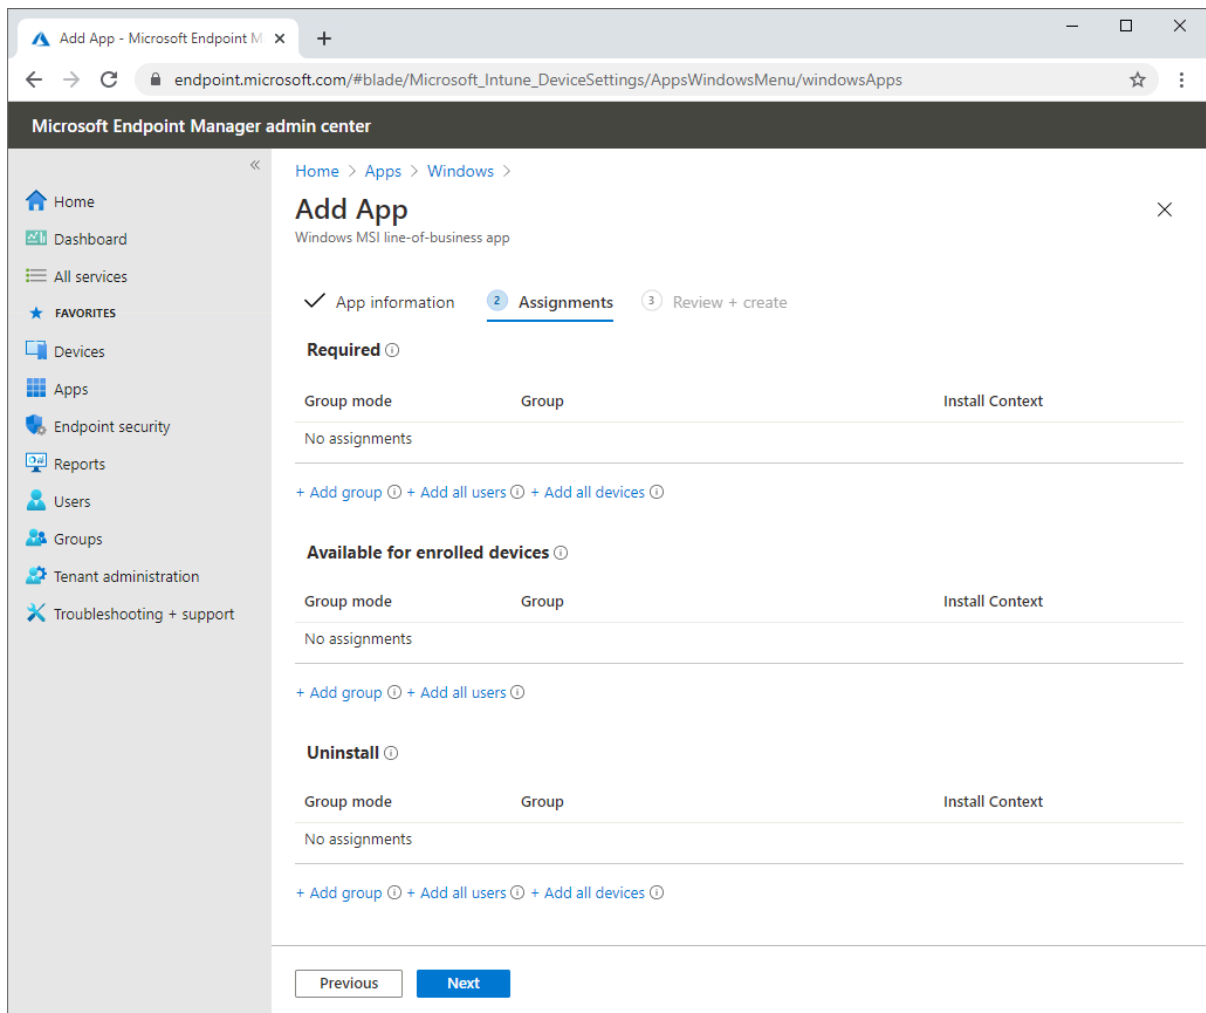 Add App - Microsoft Endpoint M
endpoint.microsoft.com/#blade/Microsoft_Intune_DeviceSettings/AppsWindowsMenu/windowsApps
Microsoft Endpoint Manager admin center
Home
Dashboard
All services
FAVORITES
Devices
Apps
Endpoint security
Reports
Users
Groups
Tenant administration
Troubleshooting + support
Home > Apps > Windows >
Add App
Windows MSI line-of-business app
App information 2 Assignments 3 Review + create
Required
Group mode Group Install Context
No assignments
+ Add group + Add all users + Add all devices
Available for enrolled devices
Group mode Group Install Context
No assignments
+ Add group + Add all users
Uninstall
Group mode Group Install Context
No assignments
+ Add group + Add all users + Add all devices
Previous Next